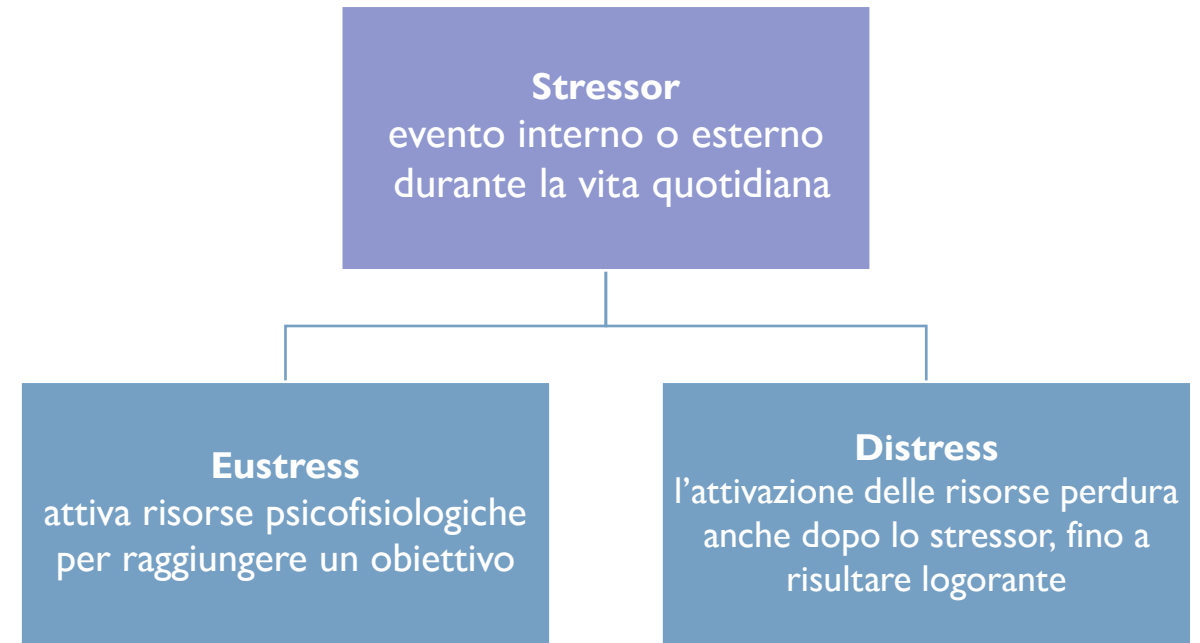 Stressor
evento interno o esterno
durante la vita quotidiana
Eustress
attiva risorse psicofisiologiche
per raggiungere un obiettivo
Distress
l’attivazione delle risorse perdura
anche dopo lo stressor, fino a
risultare logorante